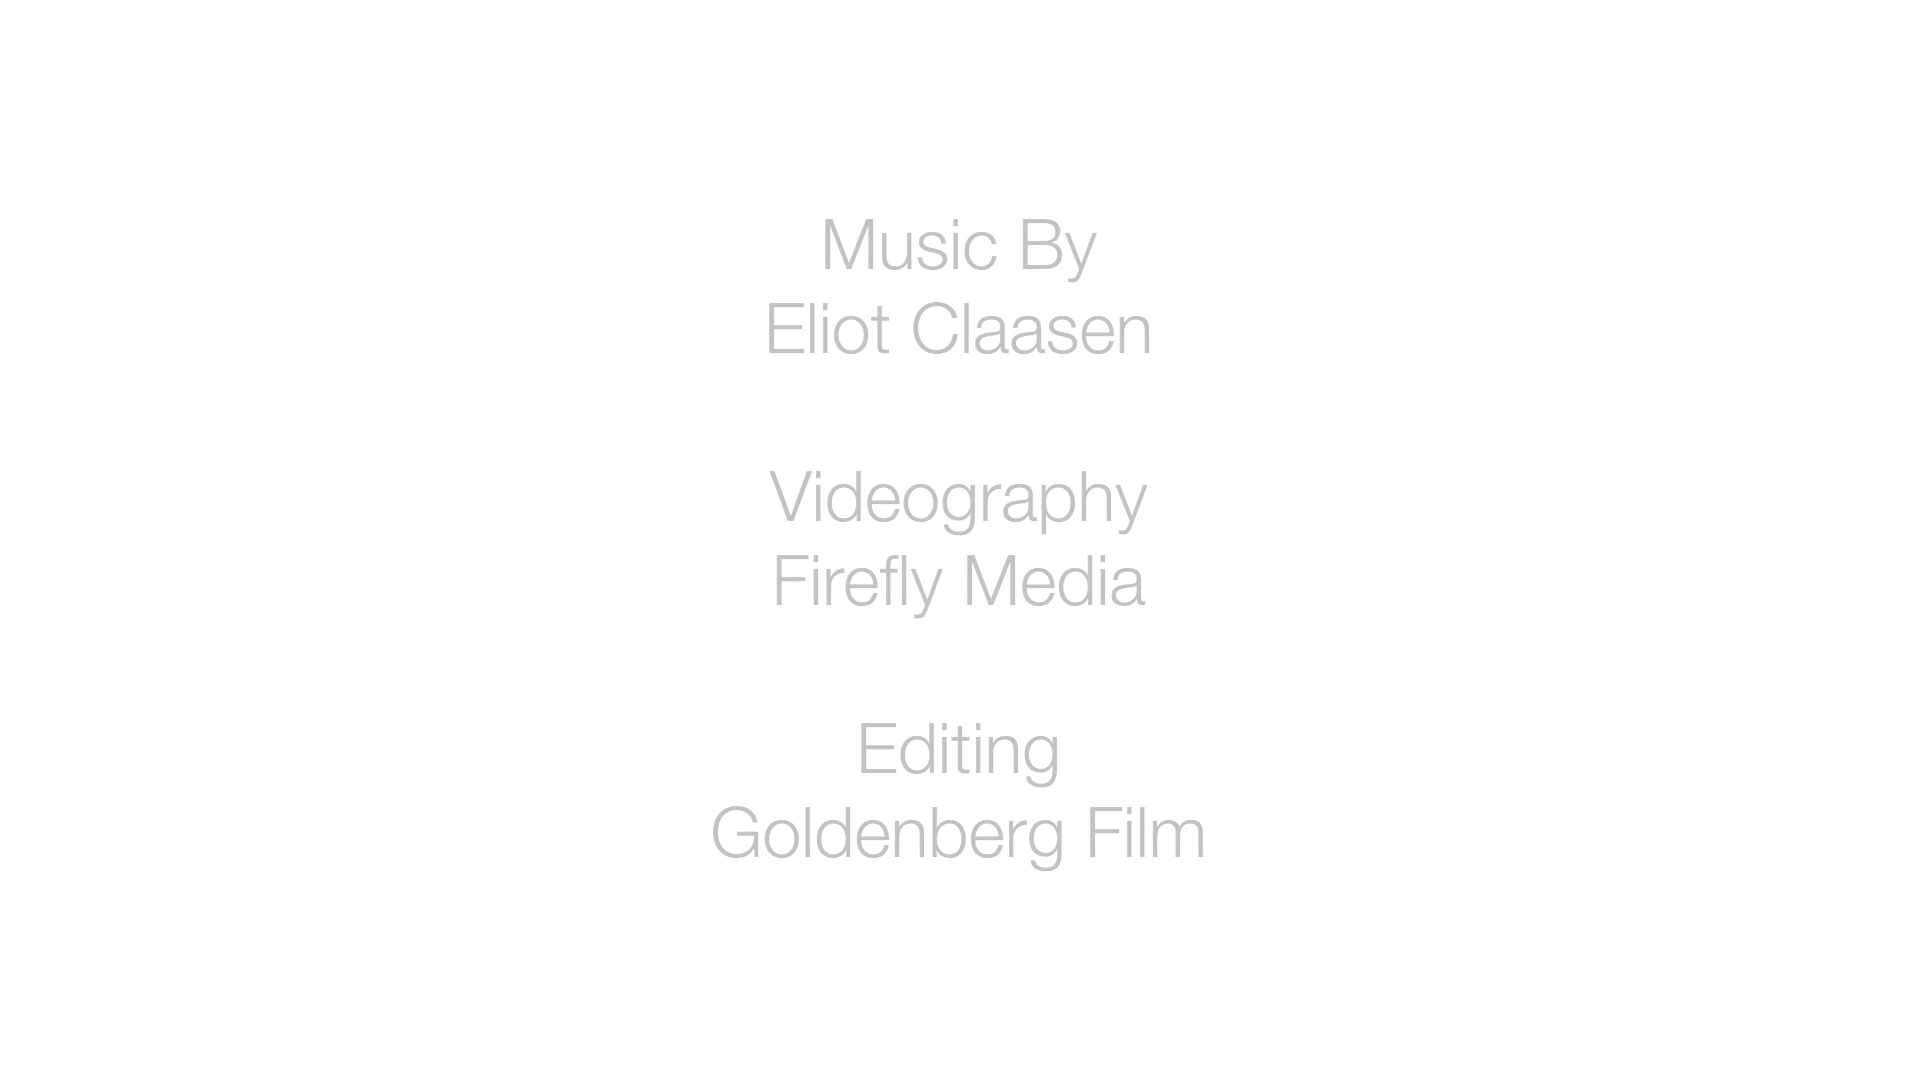 Music By
Eliot Claasen
Videography
Firefly Media
Editing
Goldenberg Film